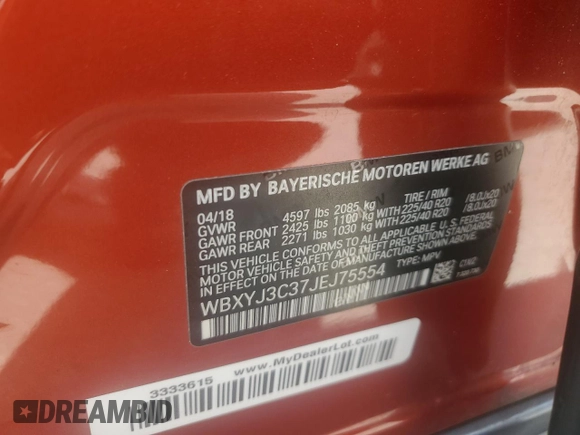 MFD BY BAYERISCHE MOTOREN WERKE AG
04/18 TIRE / RIM
GVWR 4597 lbs 2085 kg
GAWR FRONT 2425 lbs 1100 kg WITH 225/40 R20 / 8.0Jx20
GAWR REAR 2271 lbs 1030 kg WITH 225/40 R20 / 8.0Jx20
THIS VEHICLE CONFORMS TO ALL APPLICABLE U.S. FEDERAL
MOTOR VEHICLE SAFETY AND THEFT PREVENTION STANDARDS
IN EFFECT ON THE DATE OF MANUFACTURE SHOWN ABOVE.
WBXYJ3C37JEJ75554 TYPE: MPV
3333615 www.MyDealerLot.com
DREAMBID